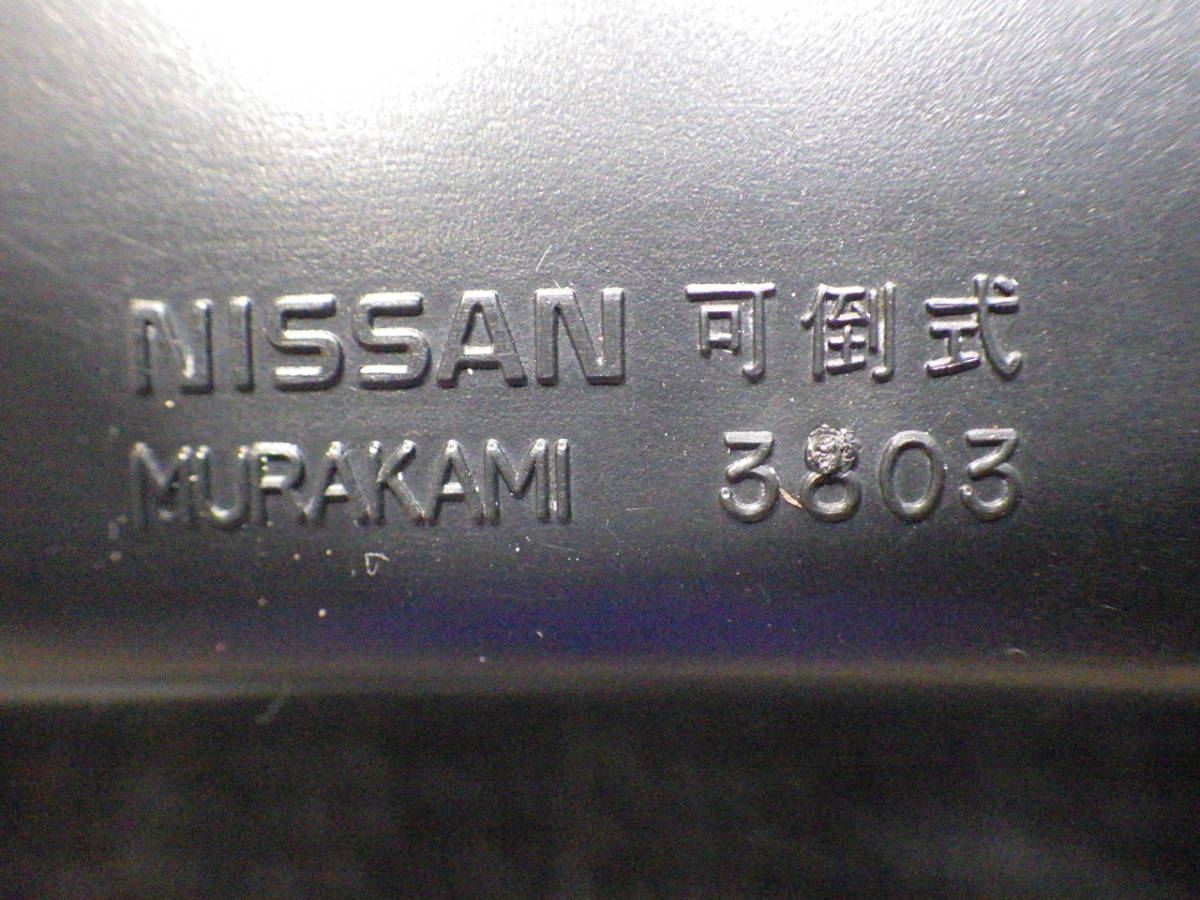 NISSAN 可倒式
MURAKAMI 3803